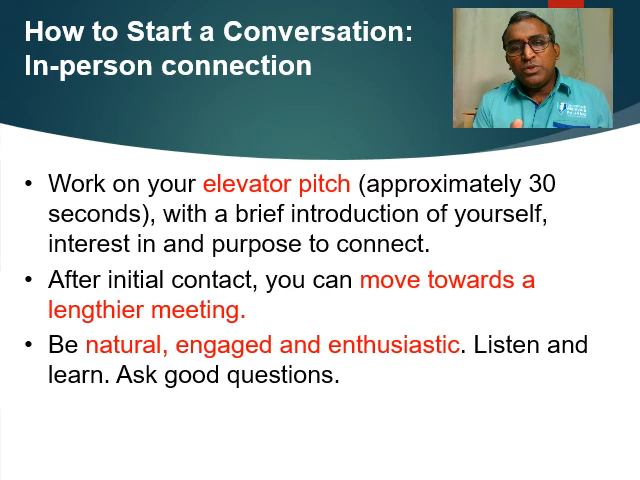 How to Start a Conversation:
In-person connection
• Work on your elevator pitch (approximately 30
seconds), with a brief introduction of yourself,
interest in and purpose to connect.
• After initial contact, you can move towards a
lengthier meeting.
• Be natural, engaged and enthusiastic. Listen and
learn. Ask good questions.